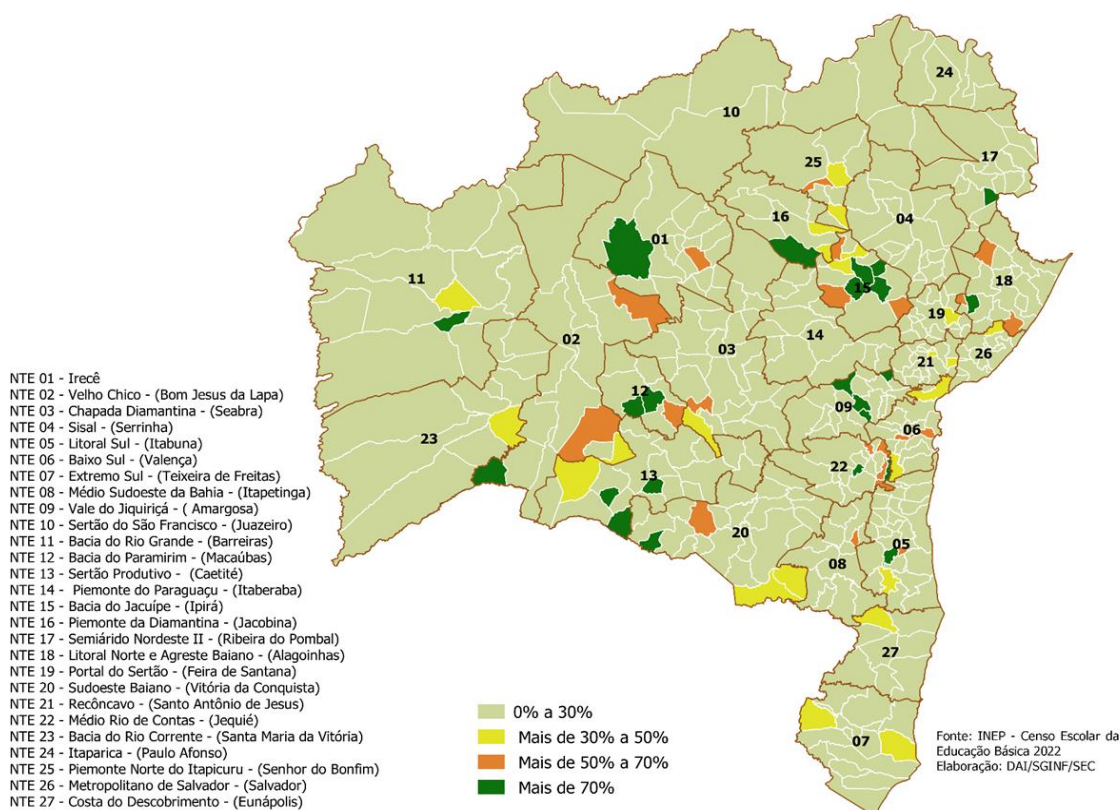 24
10
17
25
16
04
01
11
15
18
19
02
14
03
21
26
12
09
06
23
22
13
20
05
08
27
07
NTE 01 - Irecê
NTE 02 - Velho Chico - (Bom Jesus da Lapa)
NTE 03 - Chapada Diamantina - (Seabra)
NTE 04 - Sisal - (Serrinha)
NTE 05 - Litoral Sul - (Itabuna)
NTE 06 - Baixo Sul - (Valença)
NTE 07 - Extremo Sul - (Teixeira de Freitas)
NTE 08 - Médio Sudoeste da Bahia - (Itapetinga)
NTE 09 - Vale do Jiquiriçá - ( Amargosa)
NTE 10 - Sertão do São Francisco - (Juazeiro)
NTE 11 - Bacia do Rio Grande - (Barreiras)
NTE 12 - Bacia do Paramirim - (Macaúbas)
NTE 13 - Sertão Produtivo - (Caetité)
NTE 14 - Piemonte do Paraguaçu - (Itaberaba)
NTE 15 - Bacia do Jacuípe - (Ipirá)
NTE 16 - Piemonte da Diamantina - (Jacobina)
NTE 17 - Semiárido Nordeste II - (Ribeira do Pombal)
NTE 18 - Litoral Norte e Agreste Baiano - (Alagoinhas)
NTE 19 - Portal do Sertão - (Feira de Santana)
NTE 20 - Sudoeste Baiano - (Vitória da Conquista)
NTE 21 - Recôncavo - (Santo Antônio de Jesus)
NTE 22 - Médio Rio de Contas - (Jequié)
NTE 23 - Bacia do Rio Corrente - (Santa Maria da Vitória)
NTE 24 - Itaparica - (Paulo Afonso)
NTE 25 - Piemonte Norte do Itapicuru - (Senhor do Bonfim)
NTE 26 - Metropolitano de Salvador - (Salvador)
NTE 27 - Costa do Descobrimento - (Eunápolis)
0% a 30%
Mais de 30% a 50%
Mais de 50% a 70%
Mais de 70%
Fonte: INEP - Censo Escolar da
Educação Básica 2022
Elaboração: DAI/SGINF/SEC